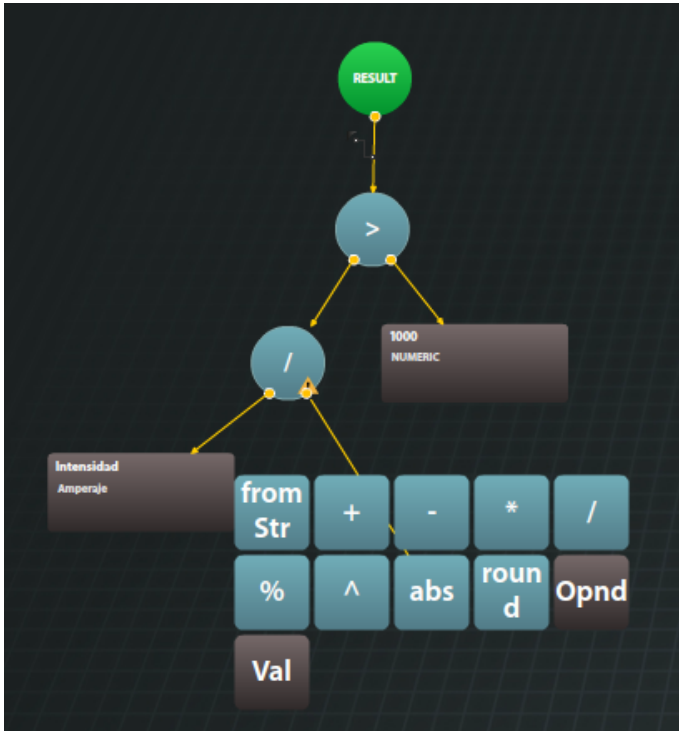 RESULT
>
/
1000
NUMERIC
Intensidad
Amperaje
from
Str
+
-
*
/
%
^
abs
roun
d
Opnd
Val